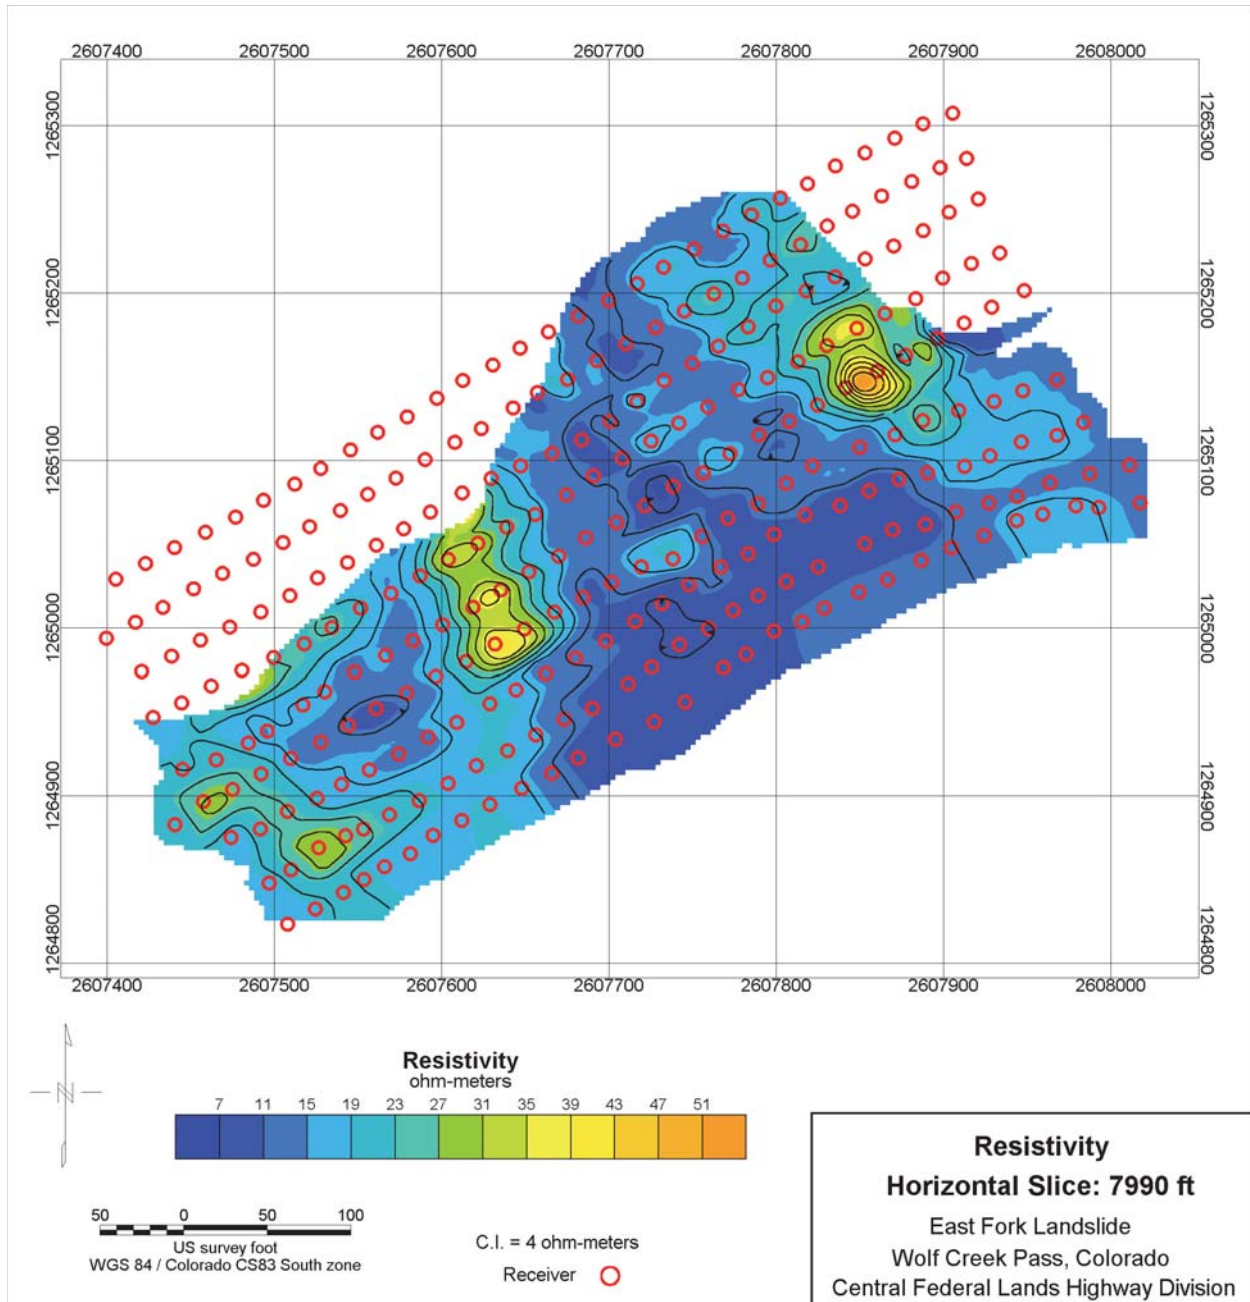 2607400 2607500 2607600 2607700 2607800 2607900 2608000
1265300 1265300
1265200 1265200
1265100 1265100
1265000 1265000
1264900 1264900
1264800 1264800
2607400 2607500 2607600 2607700 2607800 2607900 2608000
N
Resistivity
ohm-meters
7 11 15 19 23 27 31 35 39 43 47 51
50 0 50 100
US survey foot
WGS 84 / Colorado CS83 South zone
C.I. = 4 ohm-meters
Receiver
Resistivity
Horizontal Slice: 7990 ft
East Fork Landslide
Wolf Creek Pass, Colorado
Central Federal Lands Highway Division